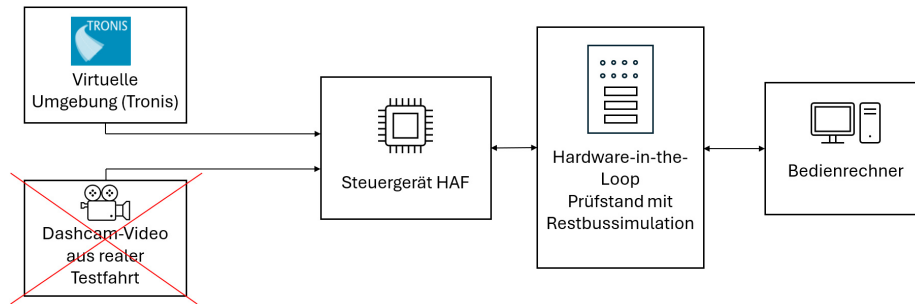 TRONIS
Virtuelle
Umgebung (Tronis)
Dashcam-Video
aus realer
Testfahrt
Steuergerät HAF
Hardware-in-the-
Loop
Prüfstand mit
Restbussimulation
Bedienrechner